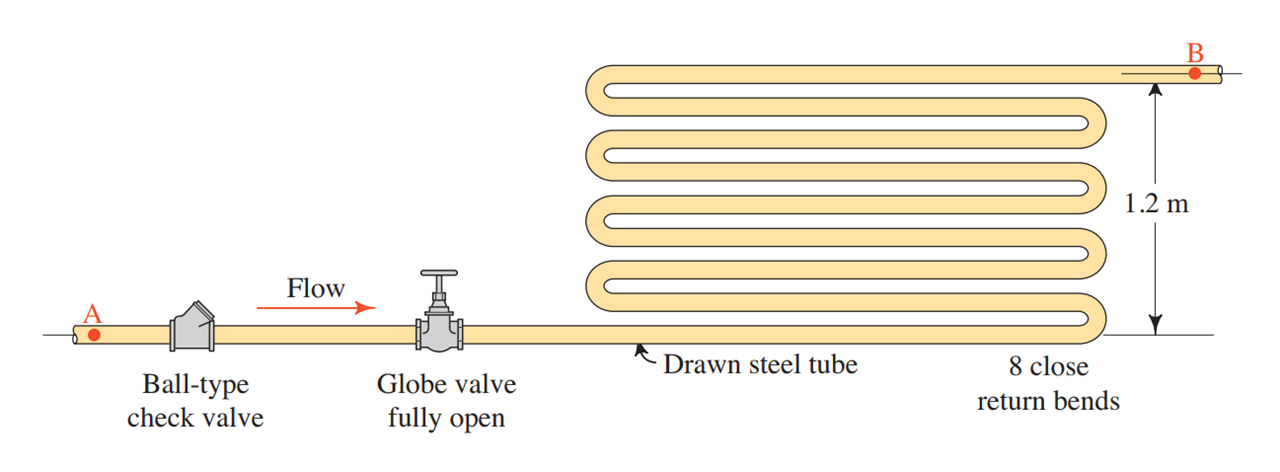 B
1.2 m
Flow
A
Ball-type
check valve
Globe valve
fully open
Drawn steel tube
8 close
return bends